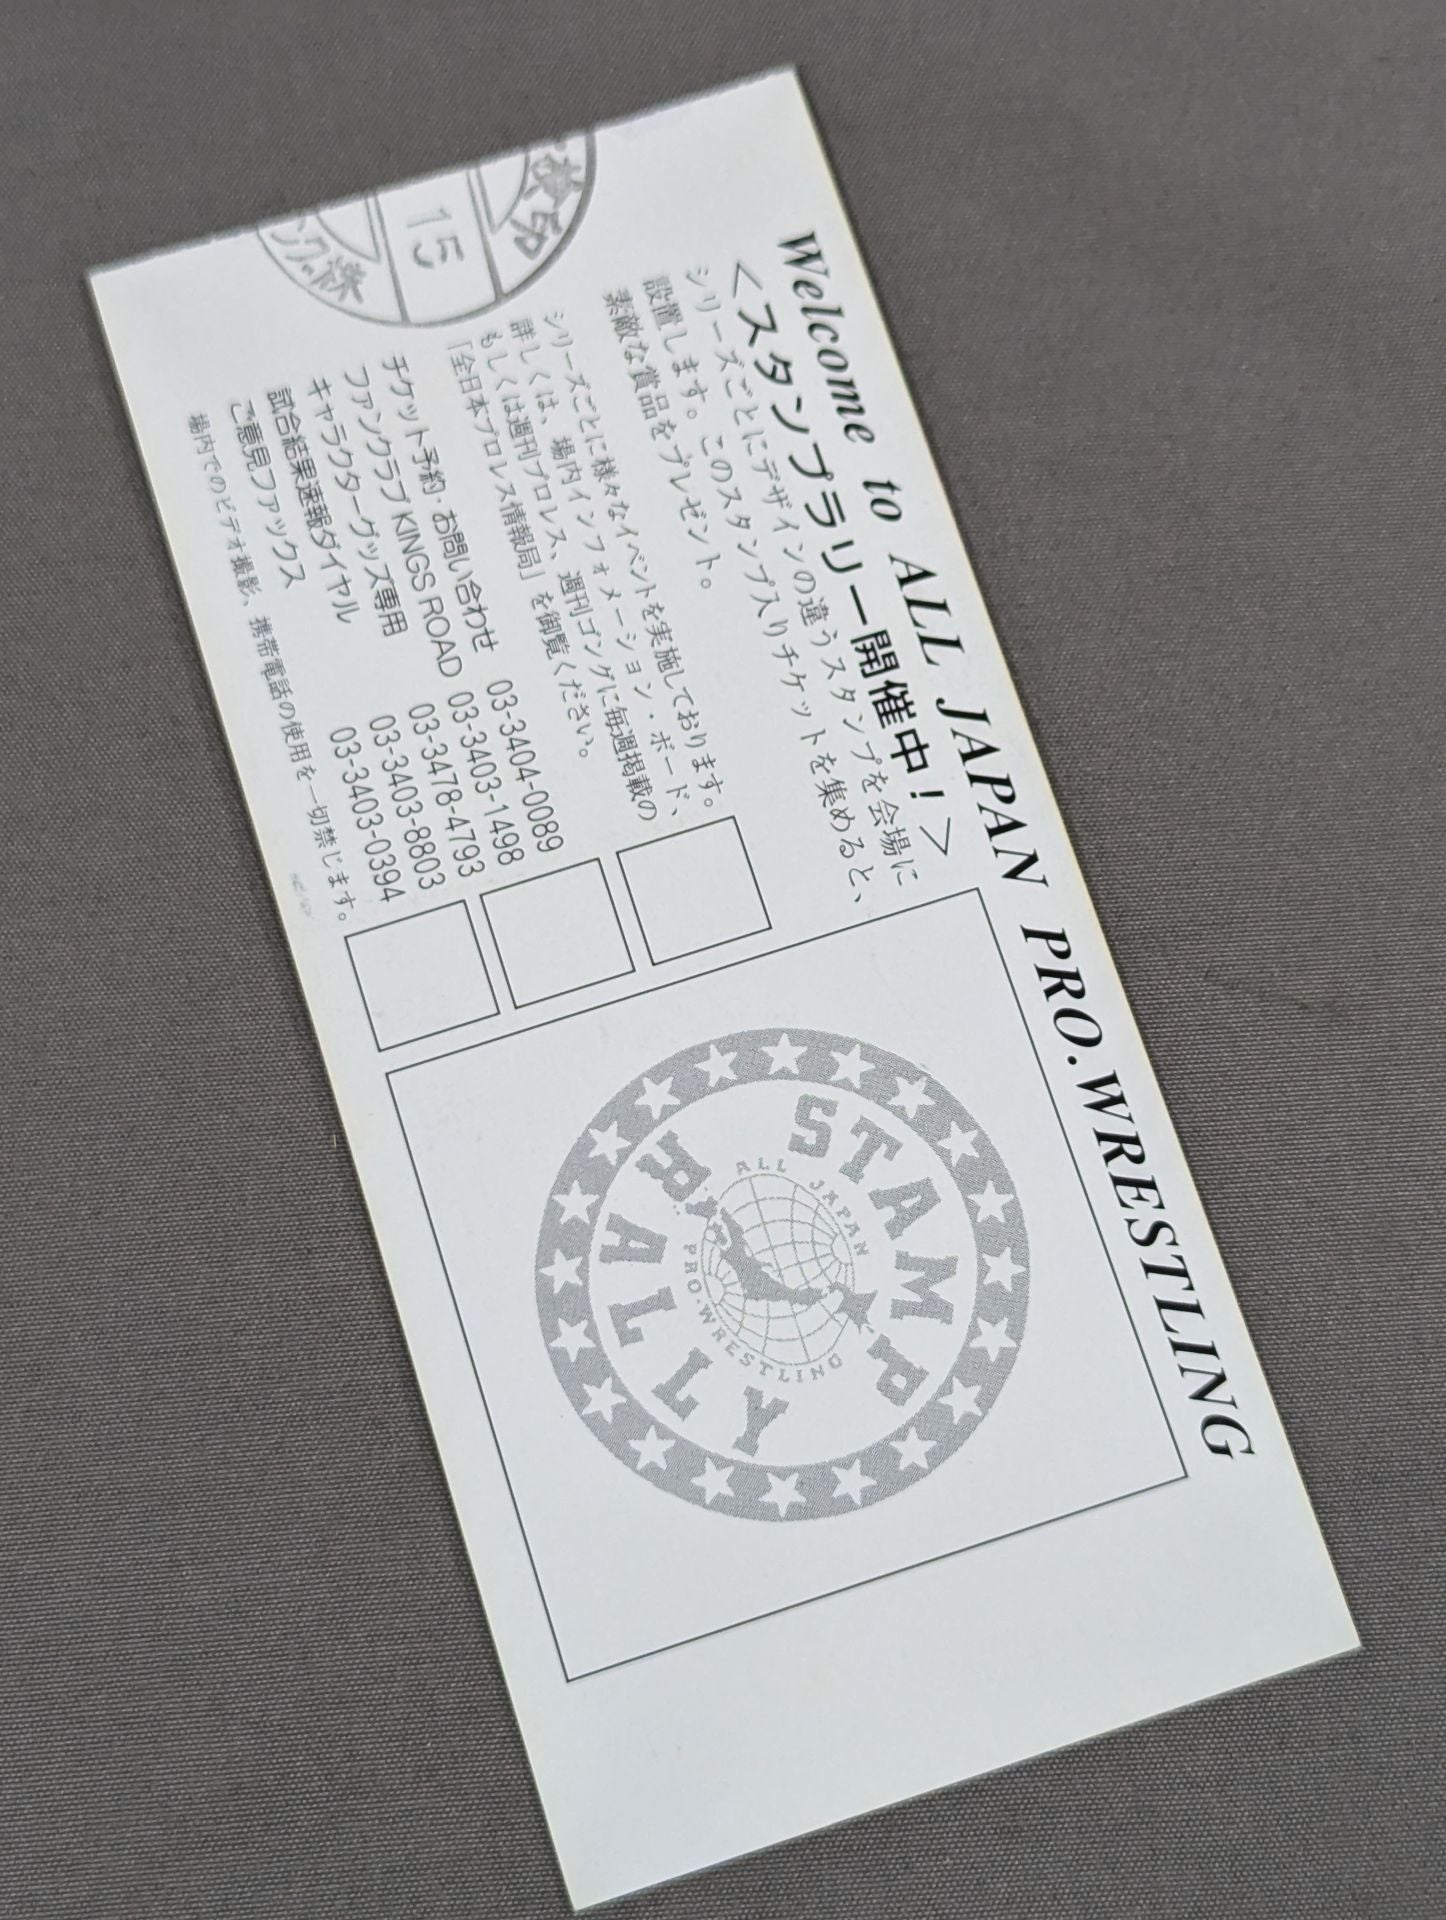 Welcome to ALL JAPAN PRO.WRESTLING
＜スタンプラリー開催中！＞
シリーズごとにデザインの違うスタンプを会場に
設置します。このスタンプ入りチケットを集めると、
素敵な賞品をプレゼント。
シリーズごとに様々なイベントを実施しております。
詳しくは、場内インフォメーション・ボード、
もしくは週刊プロレス、週刊ゴングに毎週掲載の
「全日本プロレス情報局」を御覧ください。
チケット予約・お問い合わせ 03-3404-0089
ファンクラブ KINGS ROAD 03-3403-1498
キャラクターグッズ専用 03-3478-4793
試合結果速報ダイヤル 03-3403-8803
ご意見ファックス 03-3403-0394
場内でのビデオ撮影、携帯電話の使用を一切禁じます。
STAMP
RALLY
ALL JAPAN
PRO.WRESTLING
検印
15
ング株